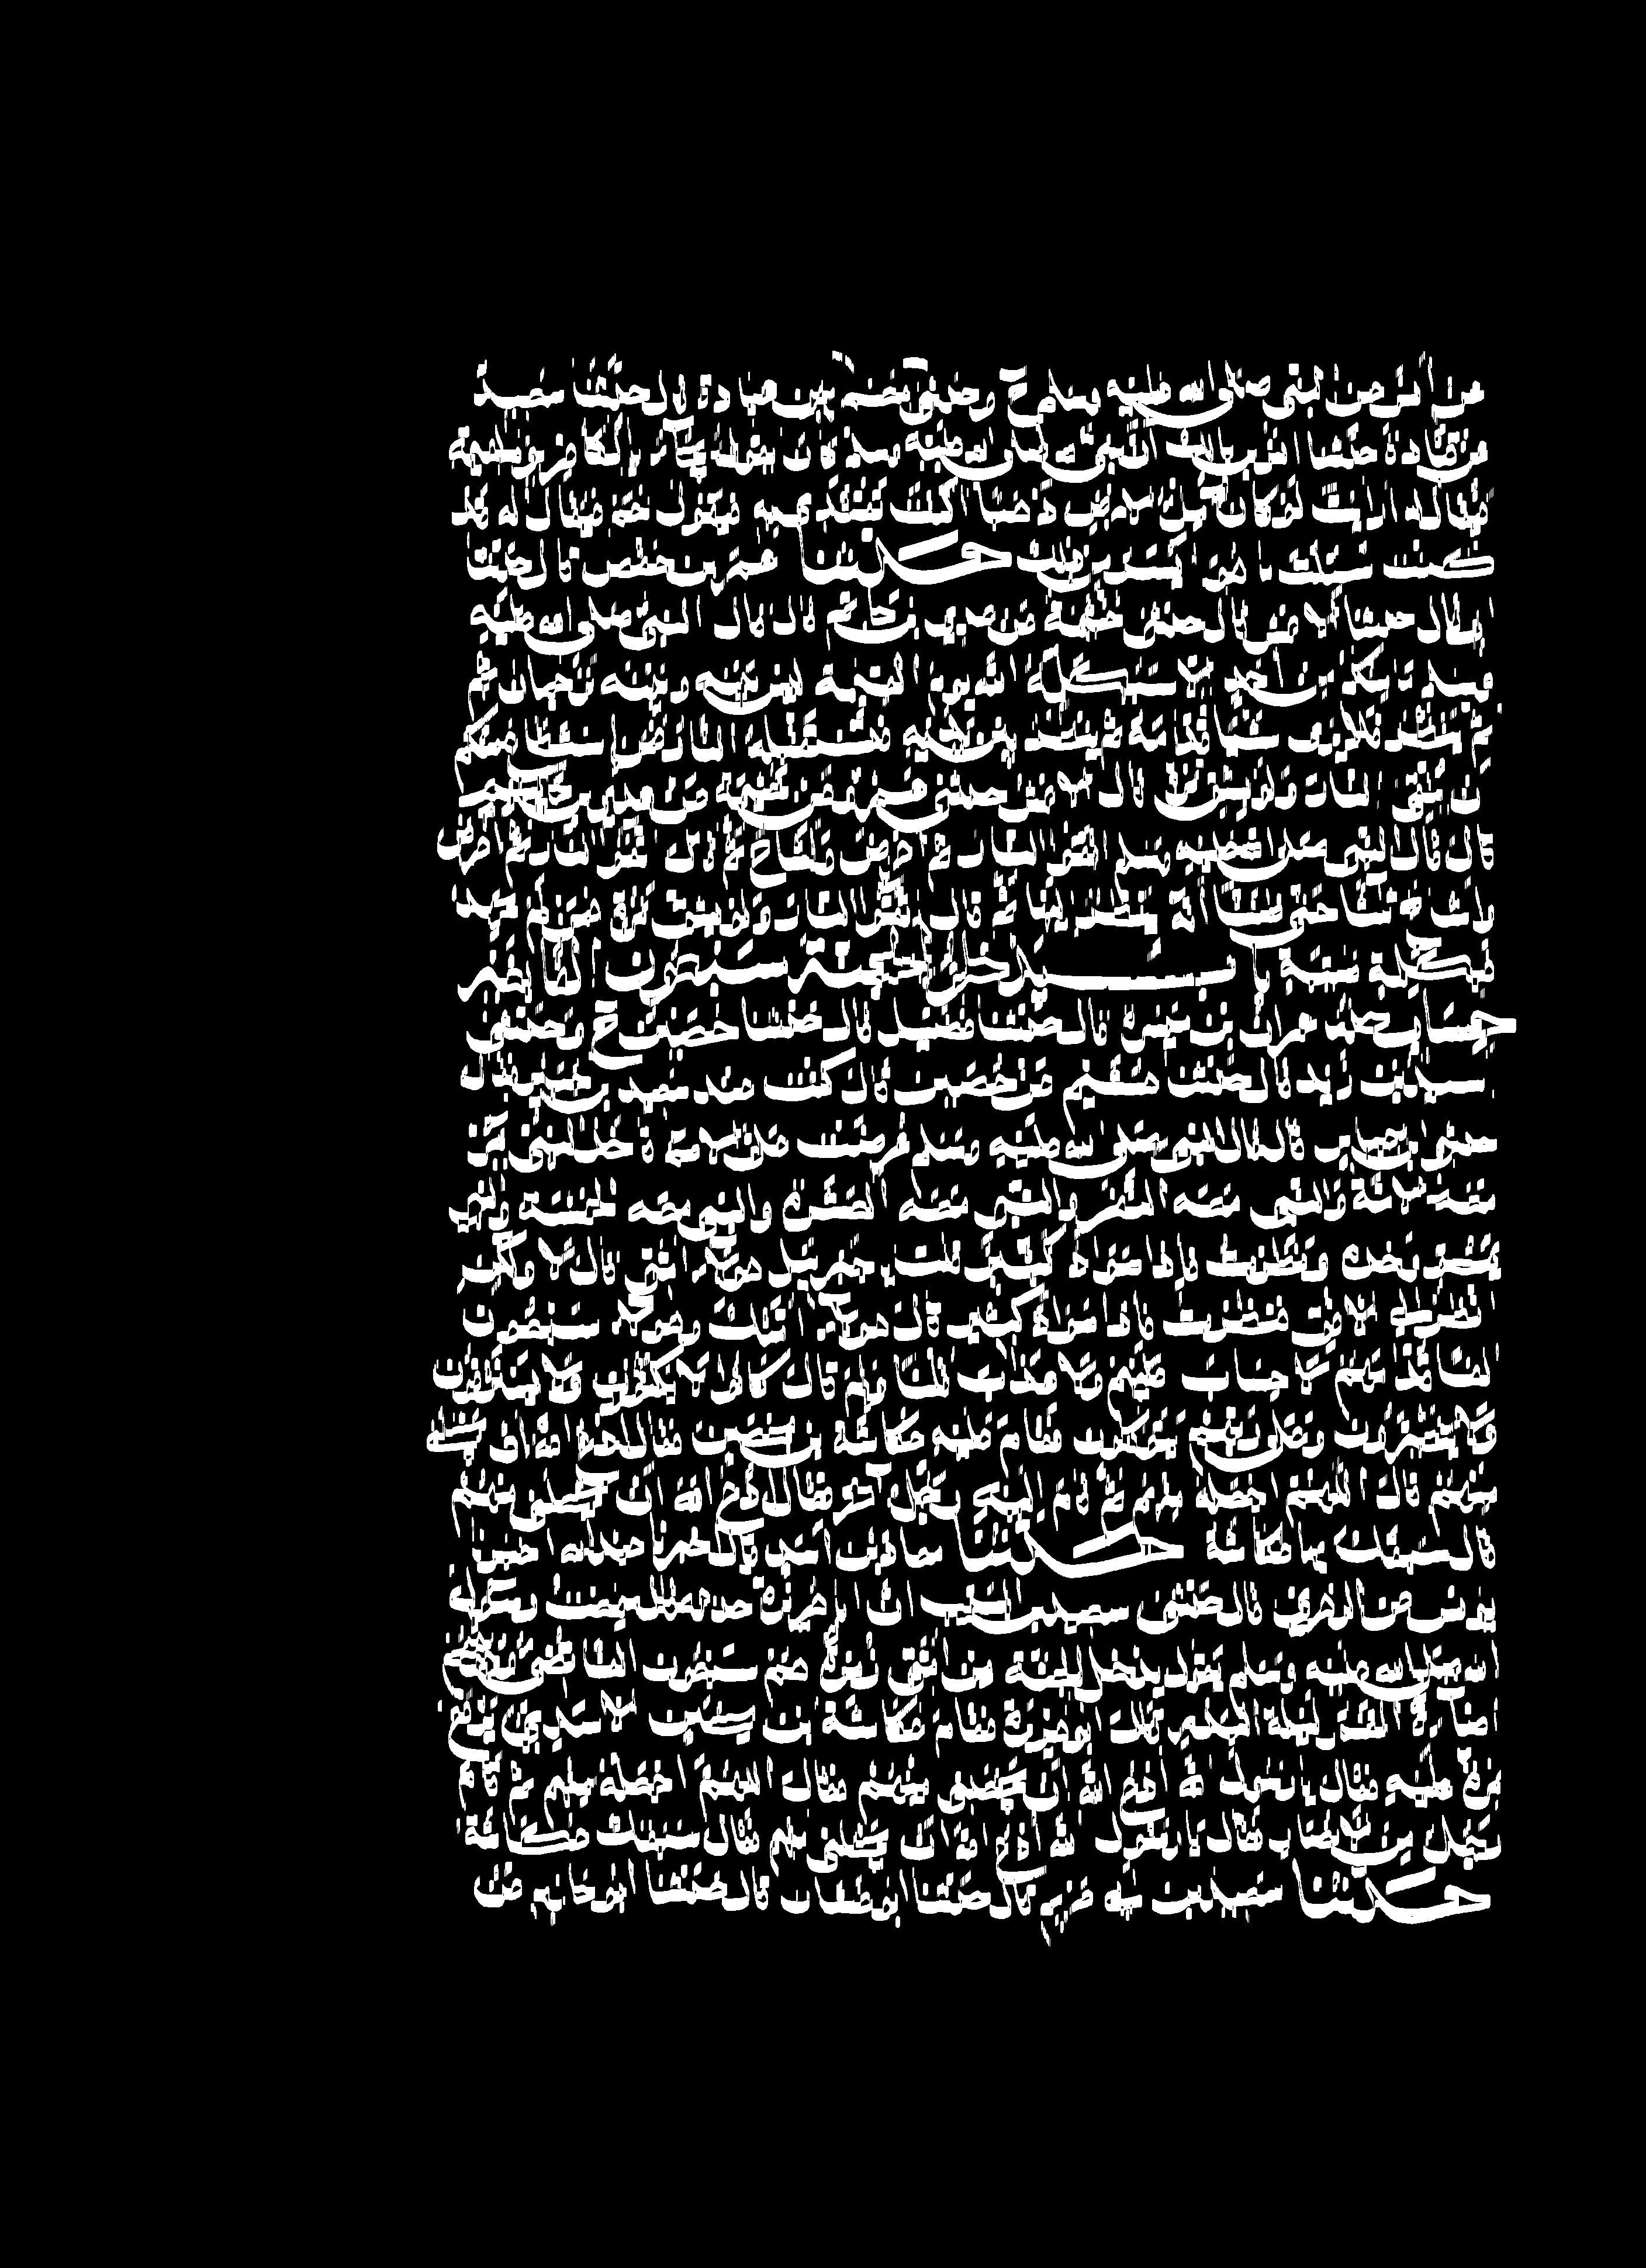 عن أنس عن النبي صلى الله عليه وسلم ح وحدثني محمد بن عبادة قال حدثنا سعيد
عن قتادة حدثنا انس بن مالك ان النبي صلى الله عليه وسلم كان يقول يجاء بالكافر يوم القيمة
فيقال له ارايت لو كان لك ملء الارض ذهبا اكنت تفتدي به فيقول نعم فيقال له قد
كنت سئلت ما هو ايسر من ذلك حدثنا عمر بن حفص قال حدثنا
ابي قال حدثنا الاعمش قال حدثني خيثمة عن عدي بن حاتم قال قال النبي صلى الله عليه
وسلم ما منكم من احد الا سيكلمه الله يوم القيمة ليس بينه وبينه ترجمان ثم
ثم ينظر فلا يرى شيئا قدامه ثم ينظر بين يديه فتستقبله النار فمن استطاع منكم
ان يتقي النار ولو بشق تمرة قال الاعمش حدثني عمرو عن خيثمة عن عدي بن حاتم
قال قال النبي صلى الله عليه وسلم اتقوا النار ثم اعرض واشاح ثم قال اتقوا النار ثم اعرض
واشاح ثلاثا حتى ظننا انه ينظر اليها ثم قال اتقوا النار ولو بشق تمرة فمن لم يجد
فبكلمة طيبة باب يدخل الجنة سبعون الفا بغير
حساب حدثنا عمران بن ميسرة قال حدثنا ابن فضيل قال حدثنا حصين ح وحدثني
اسيد بن زيد قال حدثنا هشيم عن حصين قال كنت عند سعيد بن جبير فقال
حدثني ابن عباس قال قال النبي صلى الله عليه وسلم عرضت علي الامم فاخذ النبي يمر
معه الامة والنبي معه النفر والنبي معه العشرة والنبي معه الخمسة والنبي
يمر وحده ونظرت فاذا سواد كثير قلت يا جبريل هؤلاء امتي قال لا ولكن
انظر الى الافق فنظرت فاذا سواد كثير قال هؤلاء امتك وهؤلاء سبعون
الفا قدامهم لا حساب عليهم ولا عذاب قلت ولم قال كانوا لا يكتوون ولا يسترقون
ولا يتطيرون وعلى ربهم يتوكلون فقام اليه عكاشة بن محصن فقال ادع الله ان يجعلني
منهم قال اللهم اجعله منهم ثم قام اليه رجل اخر فقال ادع الله ان يجعلني منهم
قال سبقك بها عكاشة حدثنا معاذ بن اسد قال اخبرنا عبدالله اخبرنا
يونس عن الزهري قال حدثني سعيد بن المسيب ان ابا هريرة حدثه قال سمعت رسول
الله صلى الله عليه وسلم يقول يدخل الجنة من امتي زمرة هم سبعون الفا تضيء وجوههم
اضاءة القمر ليلة البدر قال ابو هريرة فقام عكاشة بن محصن الاسدي يرفع
نمرة عليه فقال يا رسول الله ادع الله ان يجعلني منهم فقال اللهم اجعله منهم ثم قام
رجل من الانصار فقال يا رسول الله ادع الله ان يجعلني منهم فقال سبقك عكاشة
حدثنا سعيد بن ابي مريم قال حدثنا ابو غسان قال حدثنا ابو حازم عن